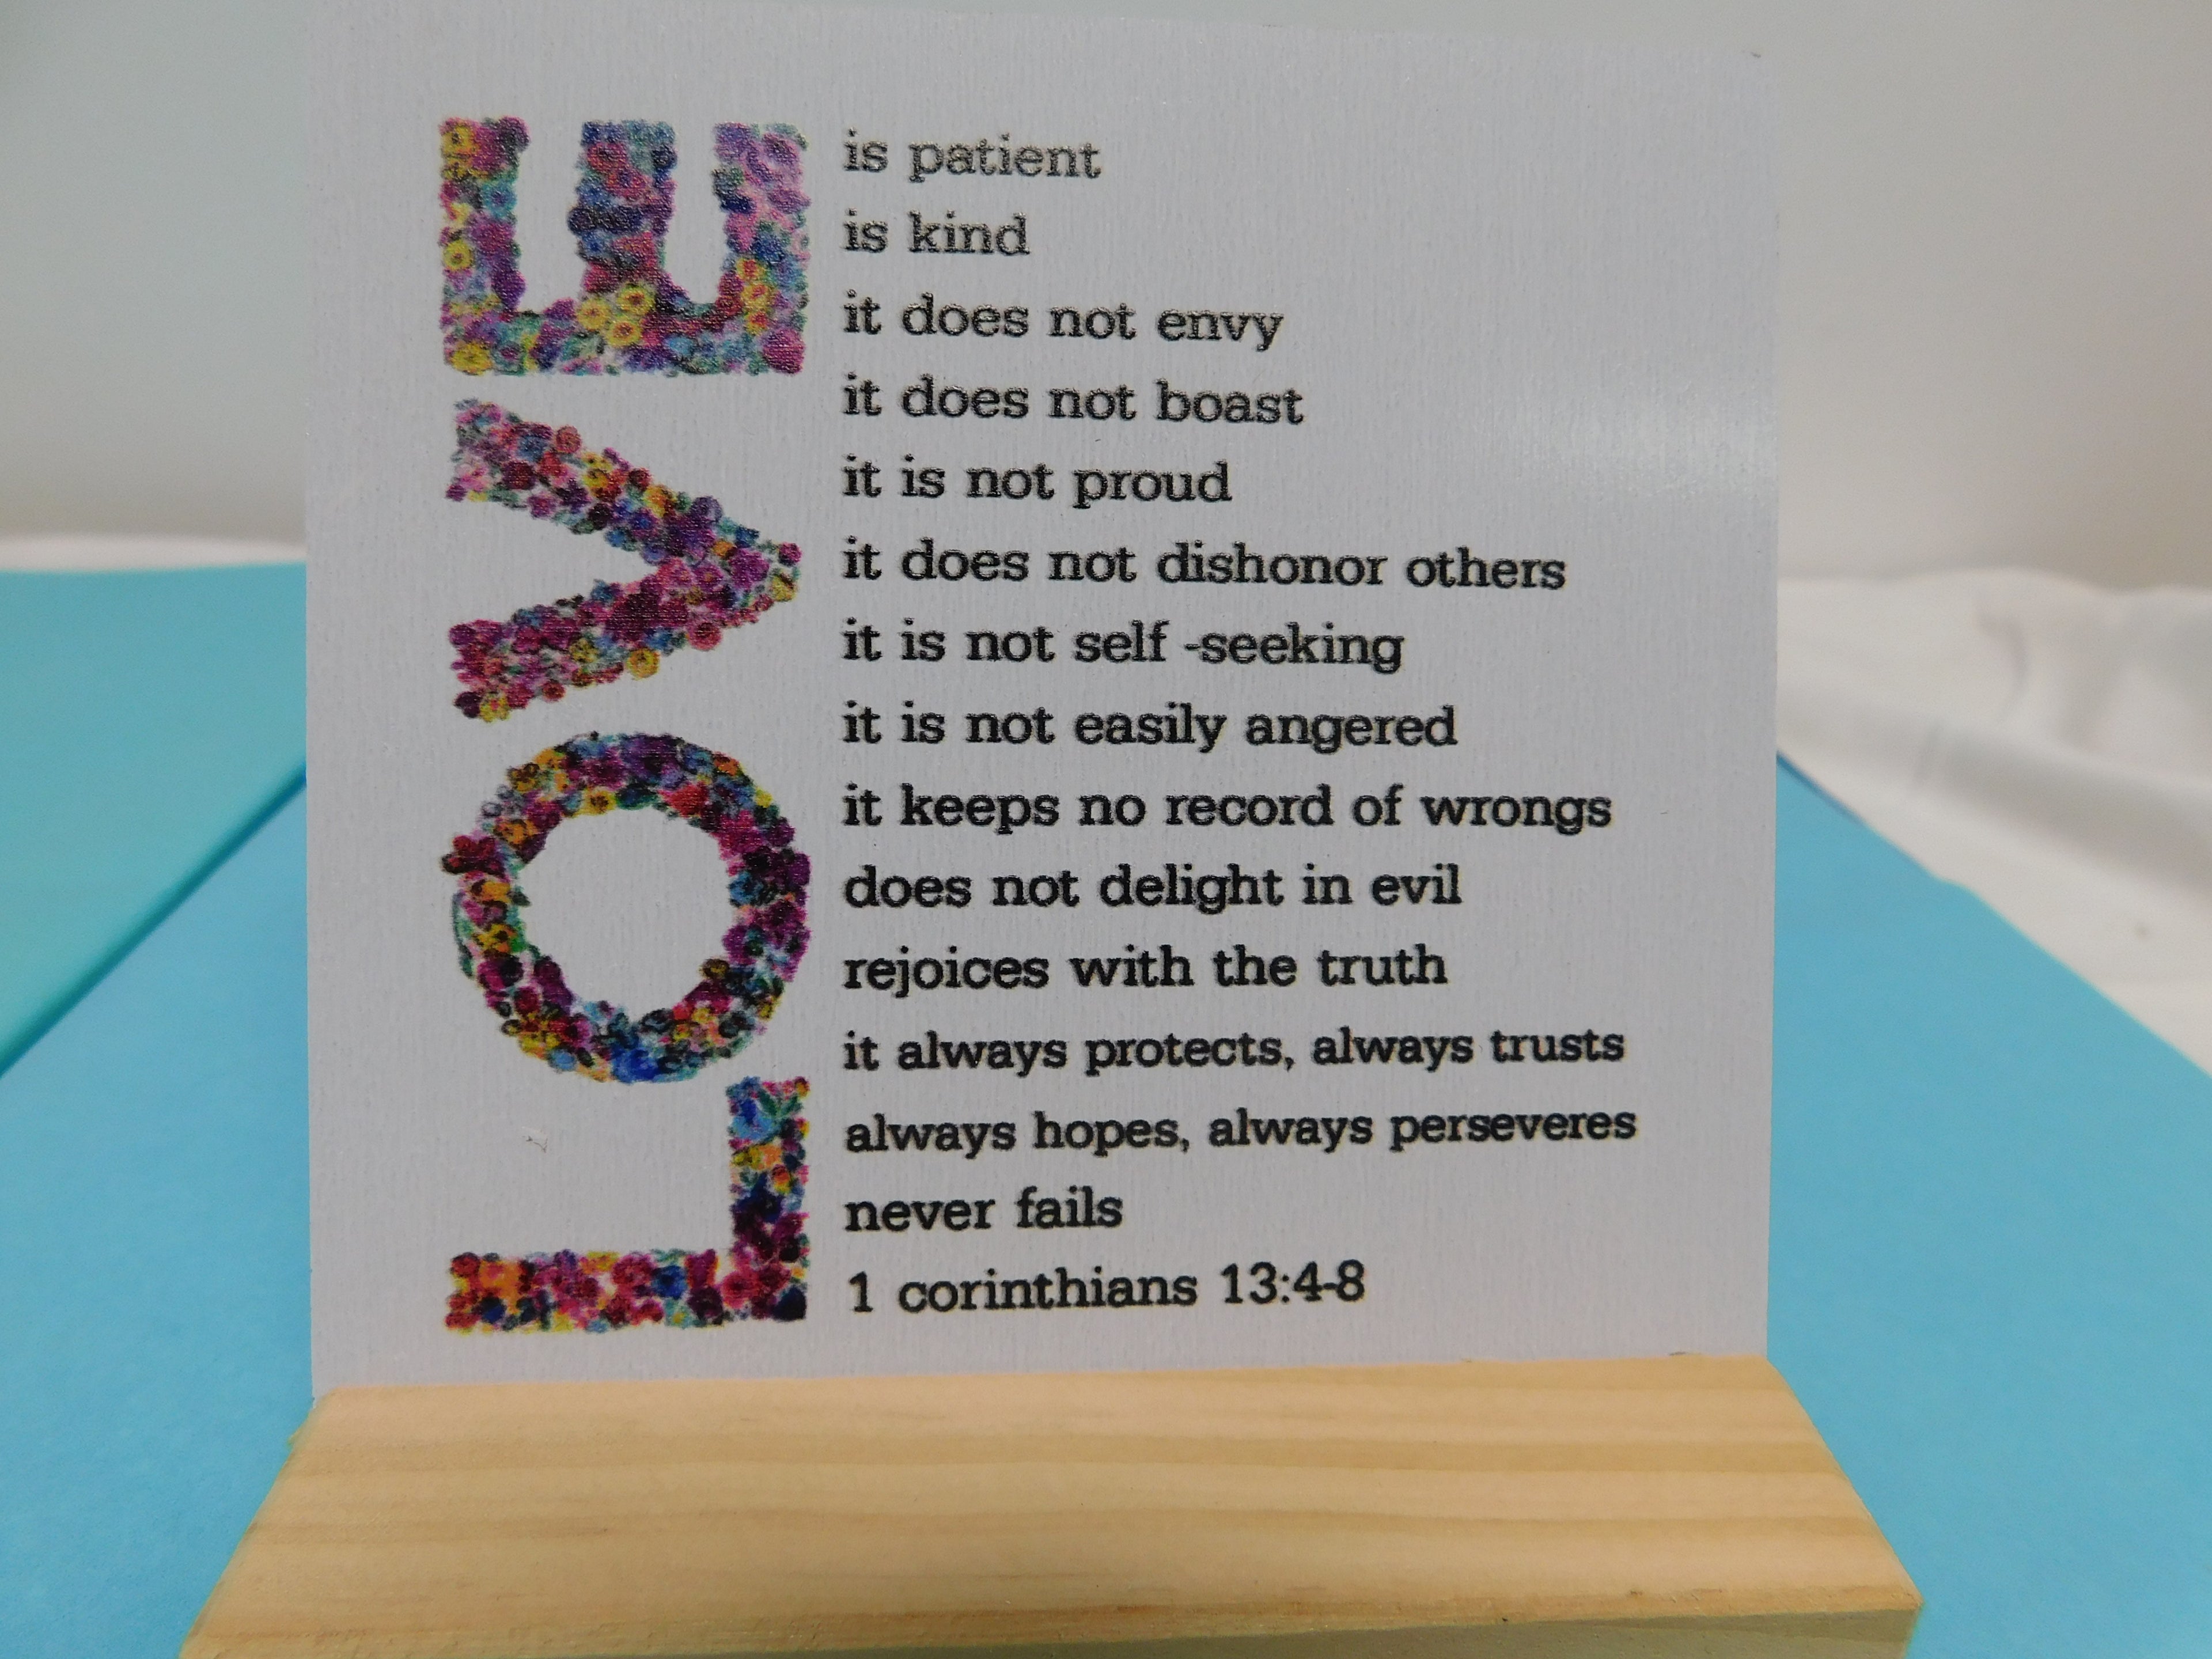 LOVE
is patient
is kind
it does not envy
it does not boast
it is not proud
it does not dishonor others
it is not self -seeking
it is not easily angered
it keeps no record of wrongs
does not delight in evil
rejoices with the truth
it always protects, always trusts
always hopes, always perseveres
never fails
1 corinthians 13:4-8